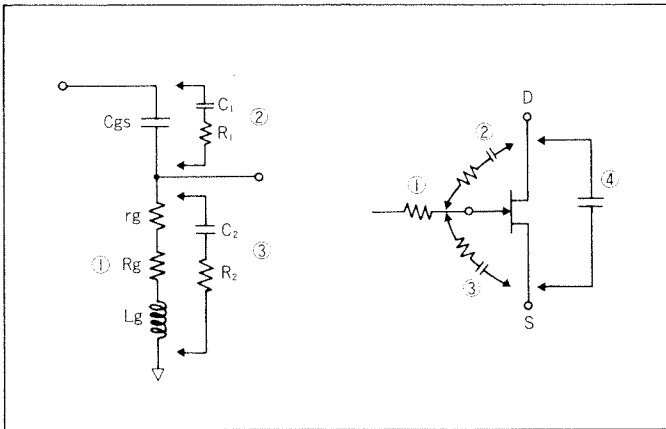 Cgs
C₁
R₁
②
rg
Rg
Lg
①
C₂
R₂
③
D
②
①
③
④
S